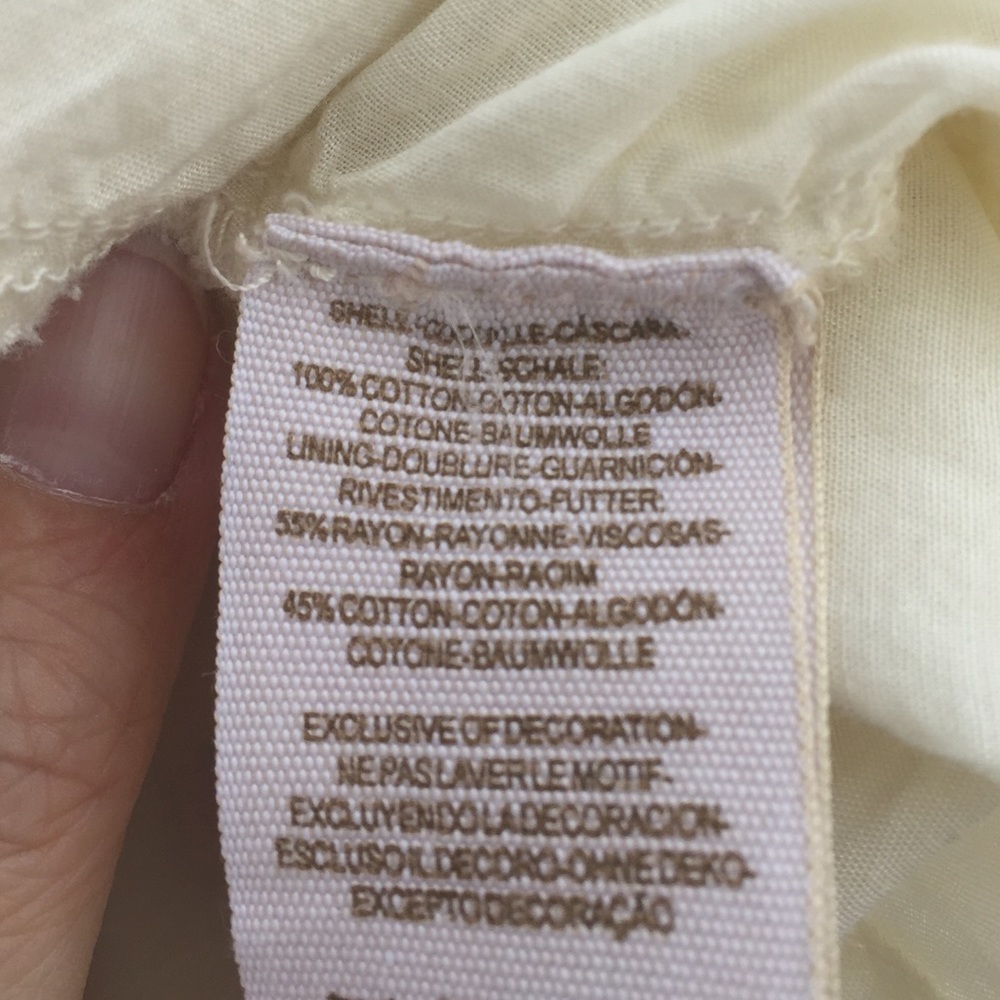 SHELL-COQUILLE-CÁSCARA-
SHELL SCHALE:
100% COTTON-COTON-ALGODÓN-
COTONE-BAUMWOLLE
LINING-DOUBLURE-GUARNICIÓN-
RIVESTIMENTO-FUTTER:
55% RAYON-RAYONNE-VISCOSAS-
RAYON-RAOIM
45% COTTON-COTON-ALGODÓN-
COTONE-BAUMWOLLE
EXCLUSIVE OF DECORATION-
NE PAS LAVER LE MOTIF-
EXCLUYENDO LA DECORACION-
ESCLUSO IL DECORO-OHNE DEKO-
EXCEPTO DECORAÇÃO